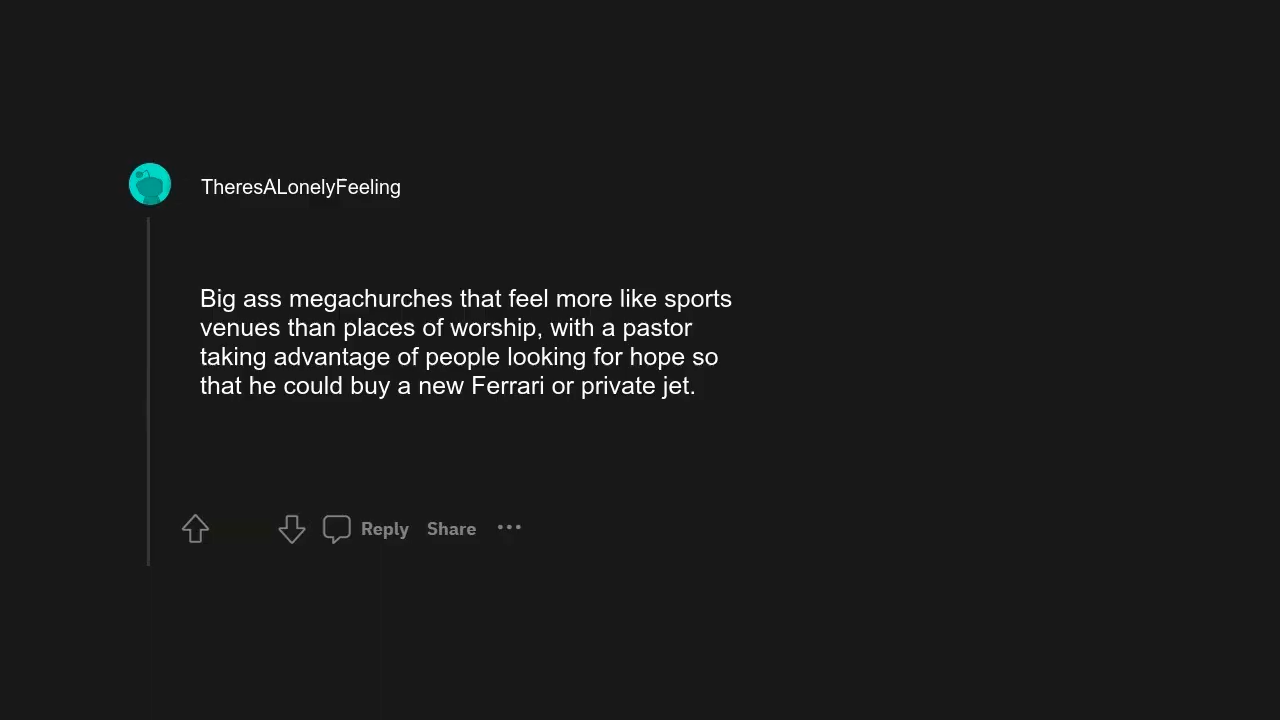 TheresALonelyFeeling
Big ass megachurches that feel more like sports
venues than places of worship, with a pastor
taking advantage of people looking for hope so
that he could buy a new Ferrari or private jet.
Reply Share